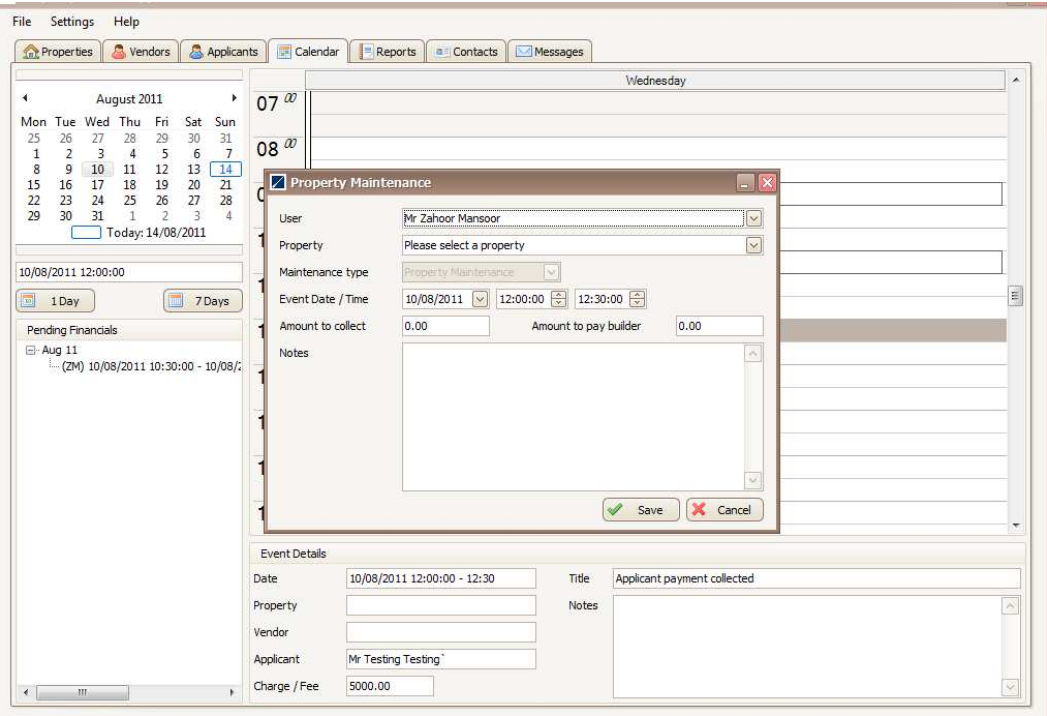 File Settings Help
Properties Vendors Applicants Calendar Reports Contacts Messages
August 2011
Mon Tue Wed Thu Fri Sat Sun
25 26 27 28 29 30 31
1 2 3 4 5 6 7
8 9 10 11 12 13 14
15 16 17 18 19 20 21
22 23 24 25 26 27 28
29 30 31 1 2 3 4
Today: 14/08/2011
10/08/2011 12:00:00
1 Day 7 Days
Pending Financials
Aug 11
(ZM) 10/08/2011 10:30:00 - 10/08/2
Wednesday
07 00
08 00
Property Maintenance
User Mr Zahoor Mansoor
Property Please select a property
Maintenance type Property Maintenance
Event Date / Time 10/08/2011 12:00:00 12:30:00
Amount to collect 0.00 Amount to pay builder 0.00
Notes
Save Cancel
Event Details
Date 10/08/2011 12:00:00 - 12:30 Title Applicant payment collected
Property Notes
Vendor
Applicant Mr Testing Testing`
Charge / Fee 5000.00